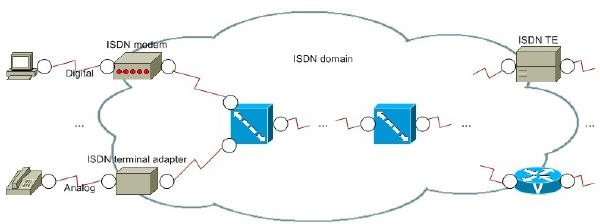 ISDN modem
ISDN TE
ISDN domain
Digital
...
...
...
...
ISDN terminal adapter
Analog